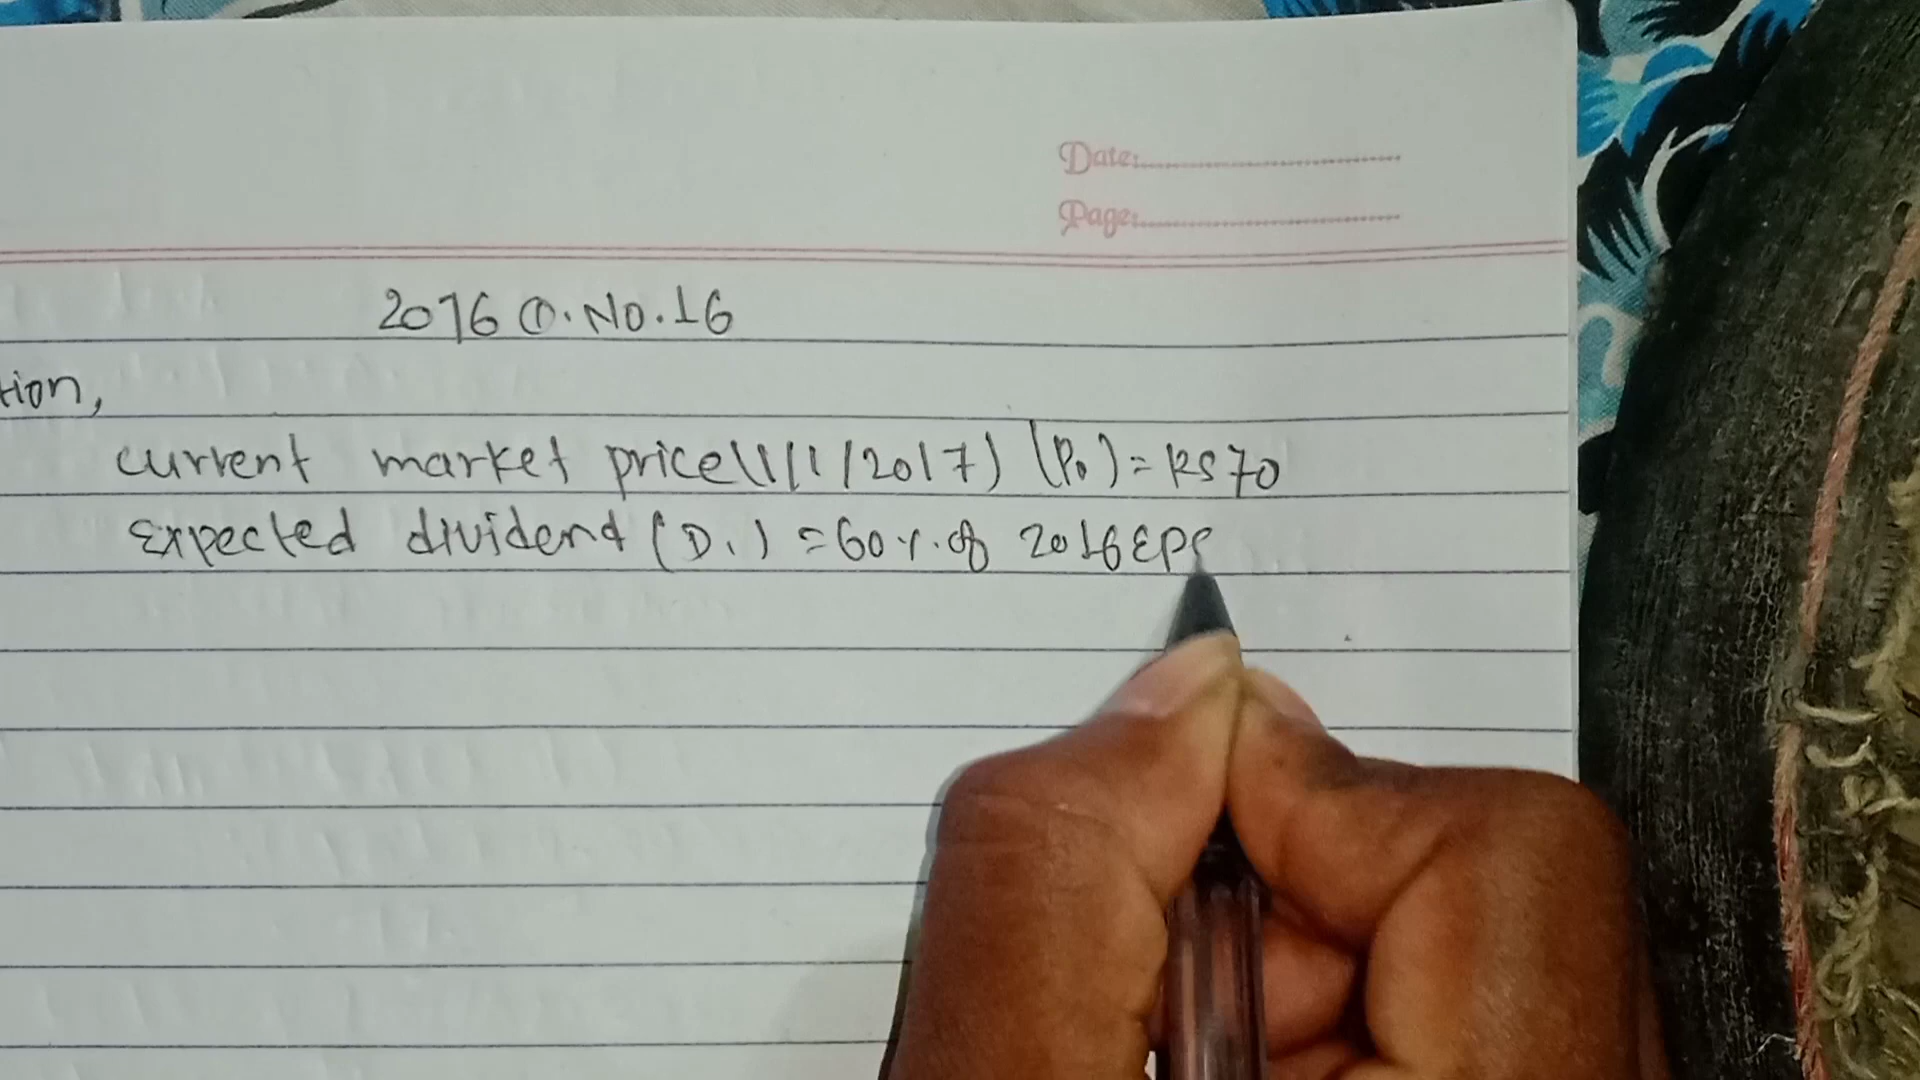 Date:
Page:
2076 Q.No.16
tion,
current market price(1/1/2017) (P0) = RS 70
Expected dividend (D1) = 60% of 2016 EPS